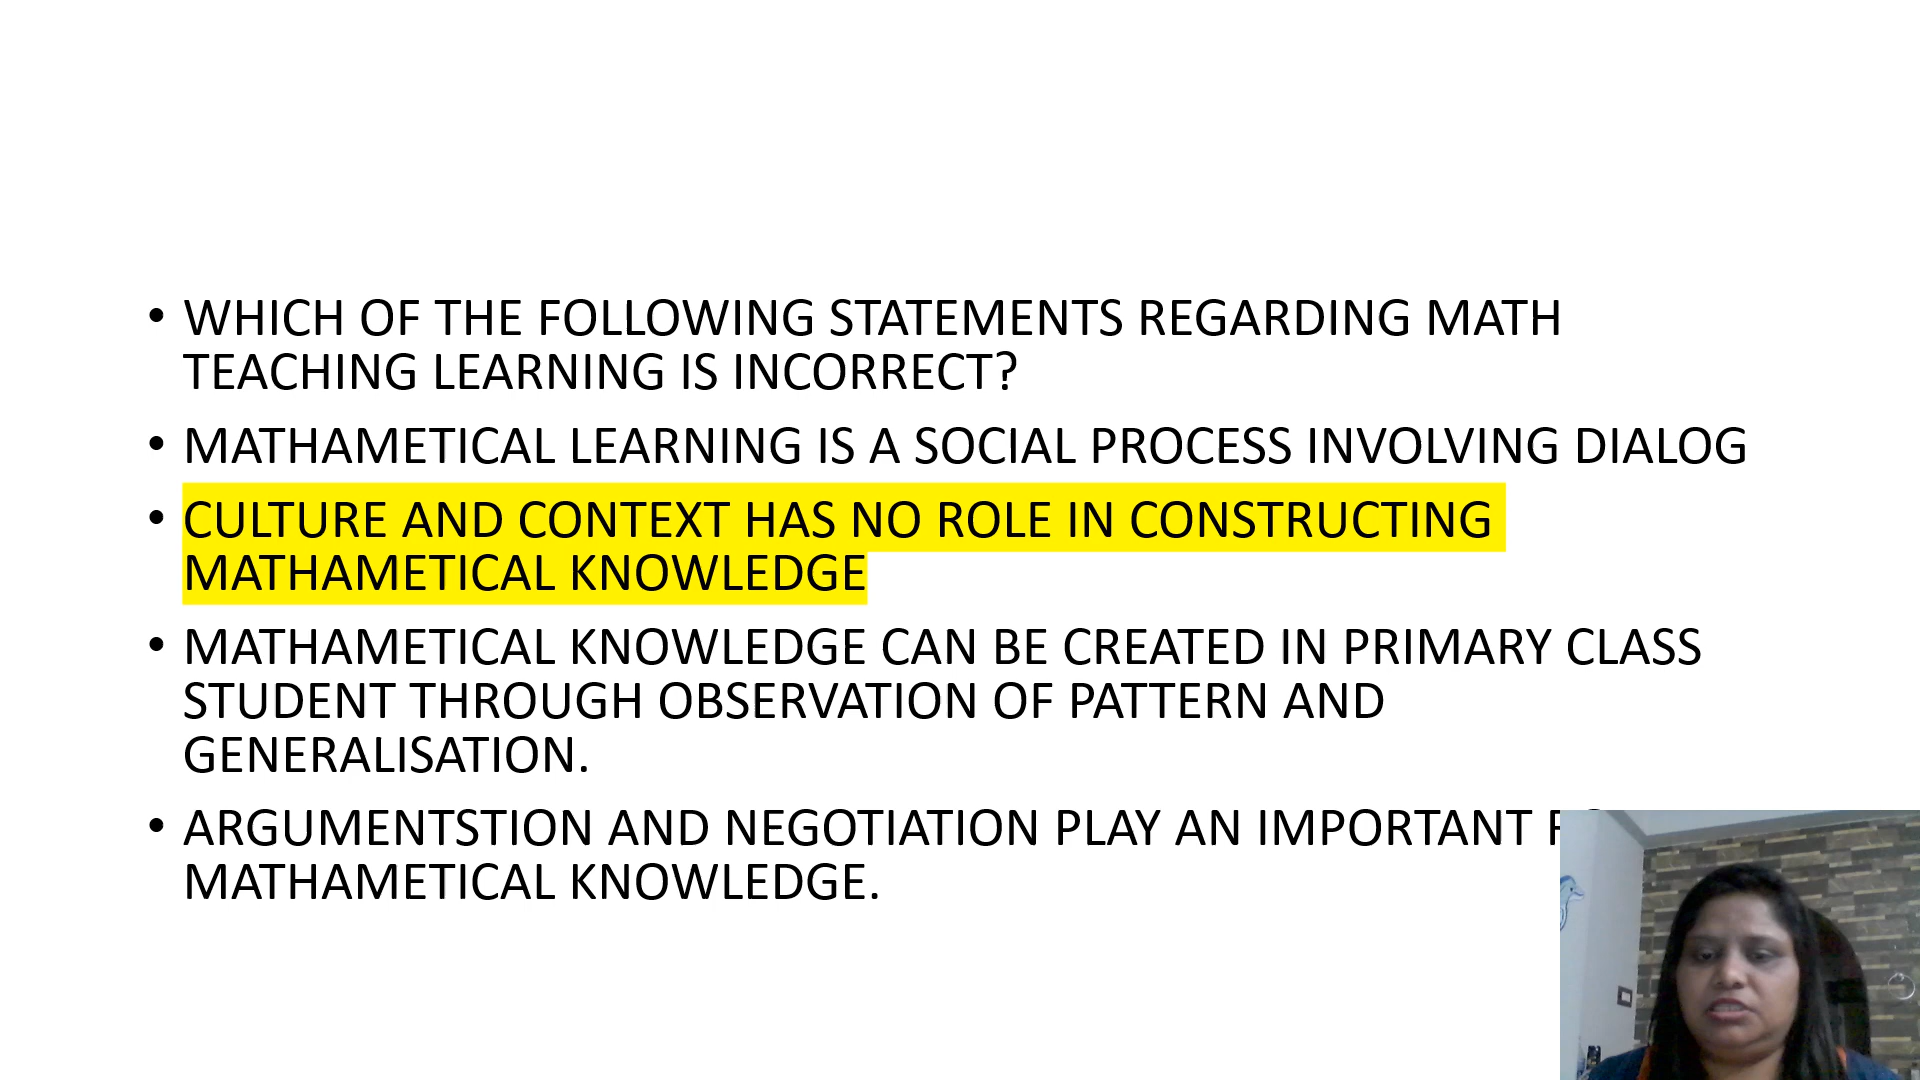 • WHICH OF THE FOLLOWING STATEMENTS REGARDING MATH
TEACHING LEARNING IS INCORRECT?
• MATHAMETICAL LEARNING IS A SOCIAL PROCESS INVOLVING DIALOG
• CULTURE AND CONTEXT HAS NO ROLE IN CONSTRUCTING
MATHAMETICAL KNOWLEDGE
• MATHAMETICAL KNOWLEDGE CAN BE CREATED IN PRIMARY CLASS
STUDENT THROUGH OBSERVATION OF PATTERN AND
GENERALISATION.
• ARGUMENTSTION AND NEGOTIATION PLAY AN IMPORTANT
MATHAMETICAL KNOWLEDGE.